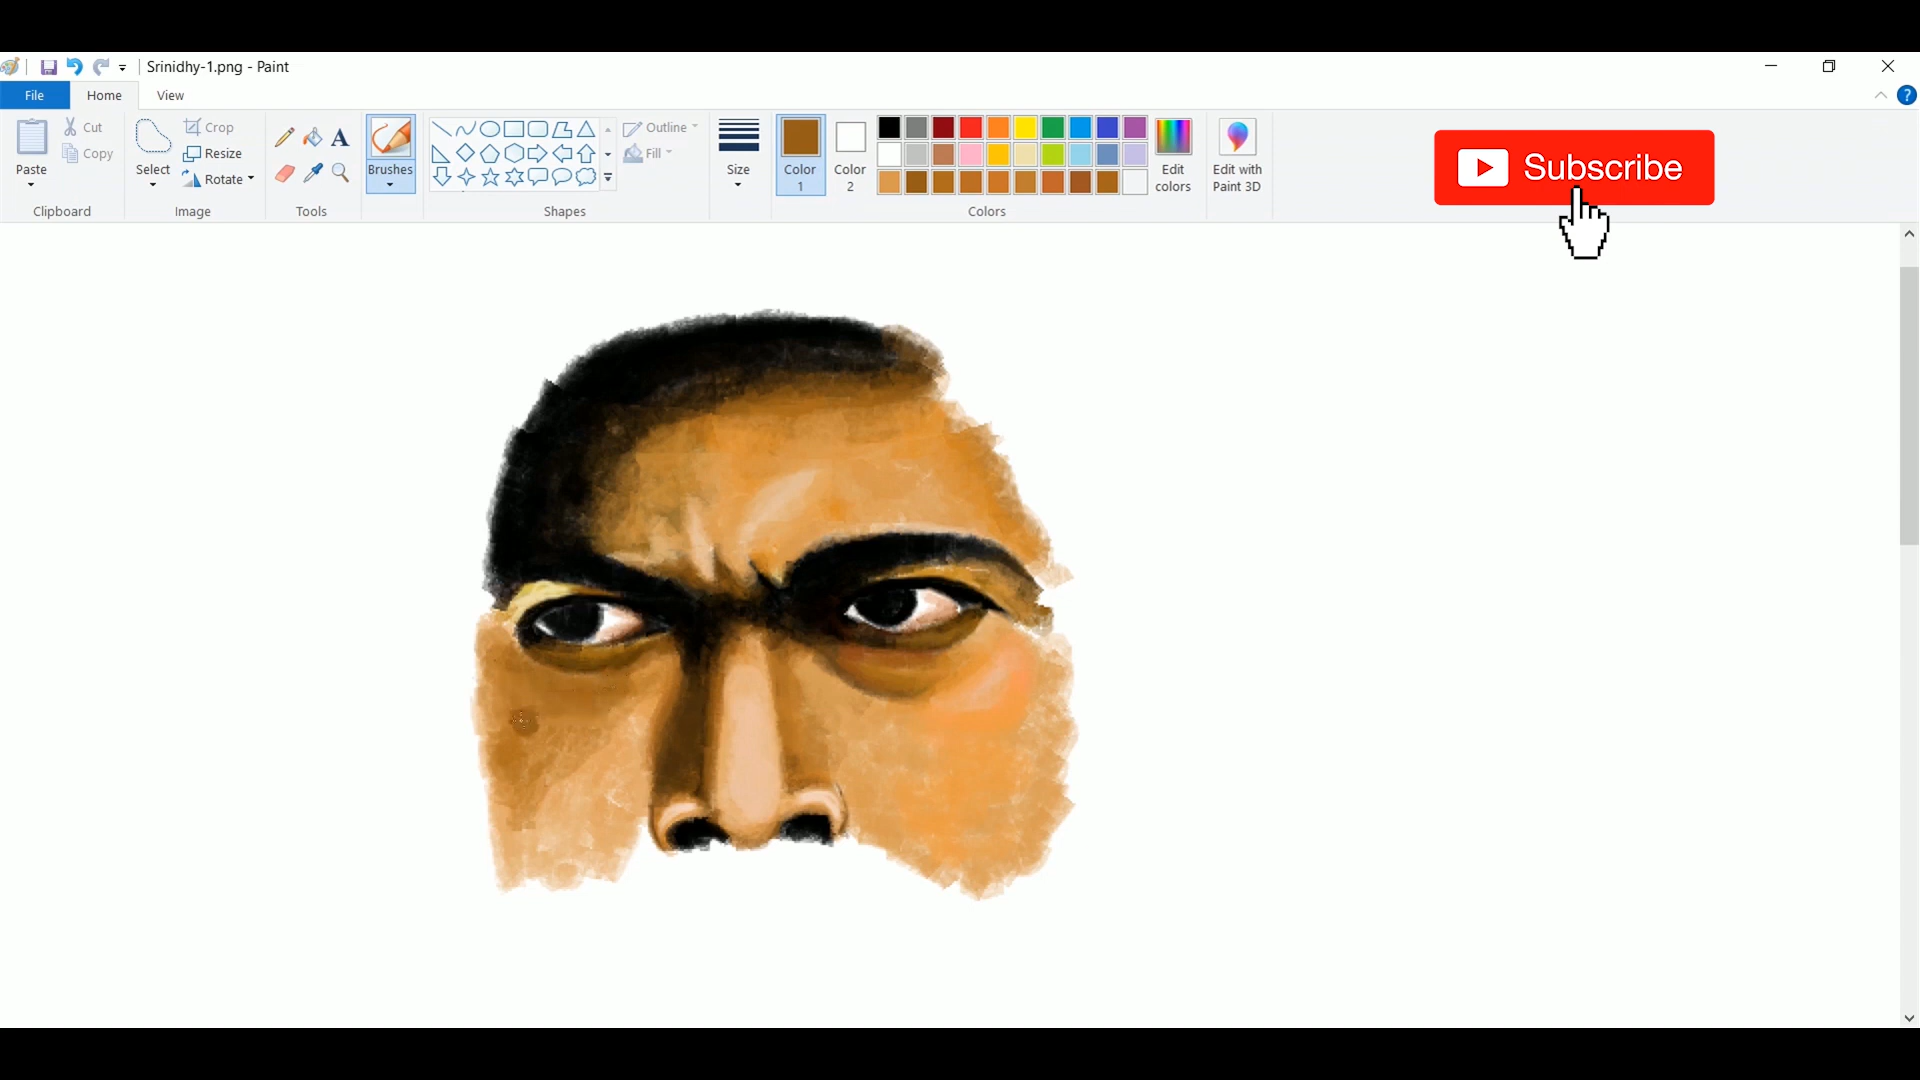 Srinidhy-1.png - Paint
File Home View
Paste
Cut
Copy
Clipboard
Select
Crop
Resize
Rotate
Image
A
Tools
Brushes
Outline
Fill
Shapes
Size
Color 1
Color 2
Edit colors
Colors
Edit with Paint 3D
?
Subscribe